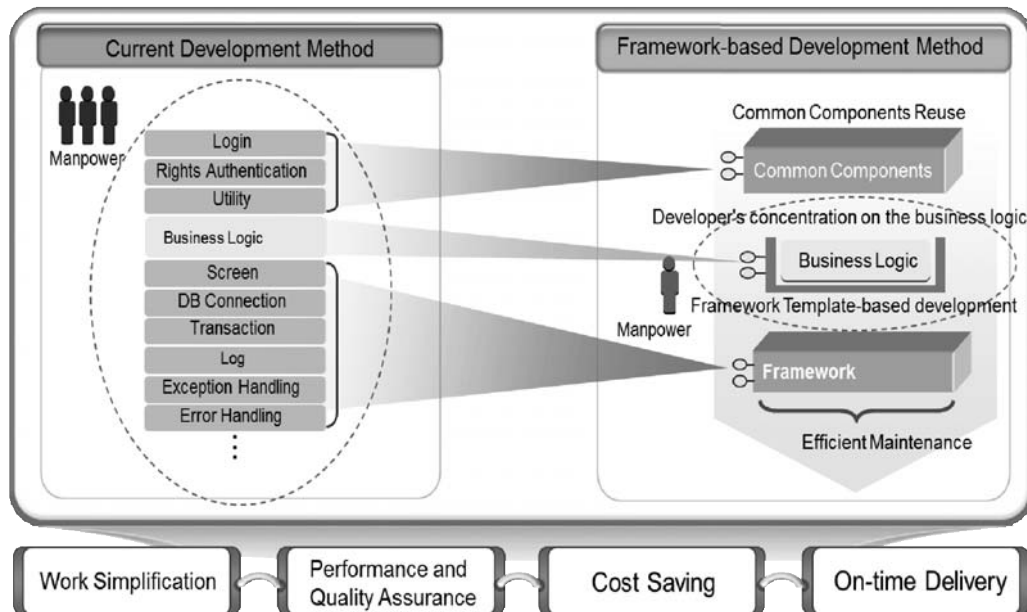 Current Development Method
Manpower
Login
Rights Authentication
Utility
Business Logic
Screen
DB Connection
Transaction
Log
Exception Handling
Error Handling
Framework-based Development Method
Common Components Reuse
Common Components
Developer's concentration on the business logic
Business Logic
Manpower
Framework Template-based development
Framework
Efficient Maintenance
Work Simplification
Performance and
Quality Assurance
Cost Saving
On-time Delivery